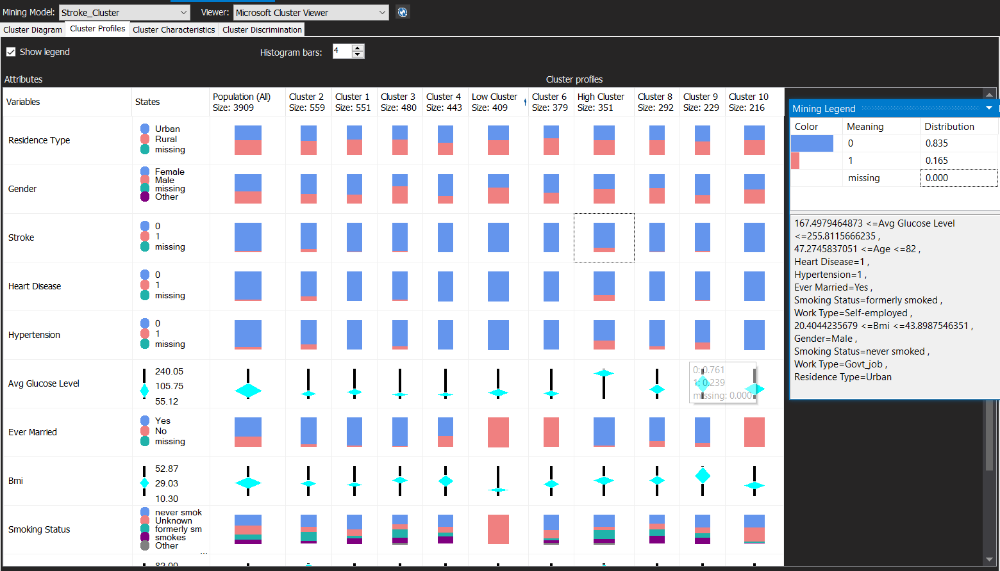 Mining Model: Stroke_Cluster Viewer: Microsoft Cluster Viewer
Cluster Diagram Cluster Profiles Cluster Characteristics Cluster Discrimination
Show legend Histogram bars: 4
Attributes Cluster profiles
Variables States Population (All) Cluster 2 Cluster 1 Cluster 3 Cluster 4 Low Cluster Cluster 6 High Cluster Cluster 8 Cluster 9 Cluster 10
Size: 3909 Size: 559 Size: 551 Size: 480 Size: 443 Size: 409 Size: 379 Size: 351 Size: 292 Size: 229 Size: 216
Residence Type
Urban
Rural
missing
Gender
Female
Male
missing
Other
Stroke
0
1
missing
Heart Disease
0
1
missing
Hypertension
0
1
missing
Avg Glucose Level
240.05
105.75
55.12
0: 0.761
1: 0.239
missing: 0.000
Ever Married
Yes
No
missing
Bmi
52.87
29.03
10.30
Smoking Status
never smok
Unknown
formerly sm
smokes
Other
...
82.00
Mining Legend
Color Meaning Distribution
0 0.835
1 0.165
missing 0.000
167.4979464873 <=Avg Glucose Level
<=255.8115666235 ,
47.2745837051 <=Age <=82 ,
Heart Disease=1 ,
Hypertension=1 ,
Ever Married=Yes ,
Smoking Status=formerly smoked ,
Work Type=Self-employed ,
20.4044235679 <=Bmi <=43.8987546351 ,
Gender=Male ,
Smoking Status=never smoked ,
Work Type=Govt_job ,
Residence Type=Urban